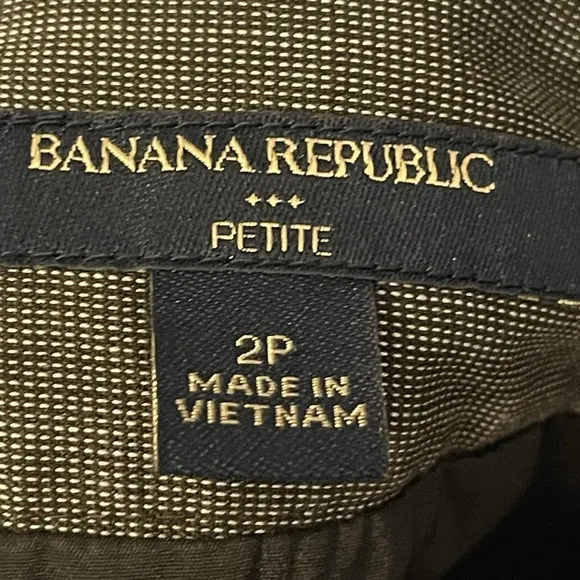 BANANA REPUBLIC
PETITE
2P
MADE IN
VIETNAM